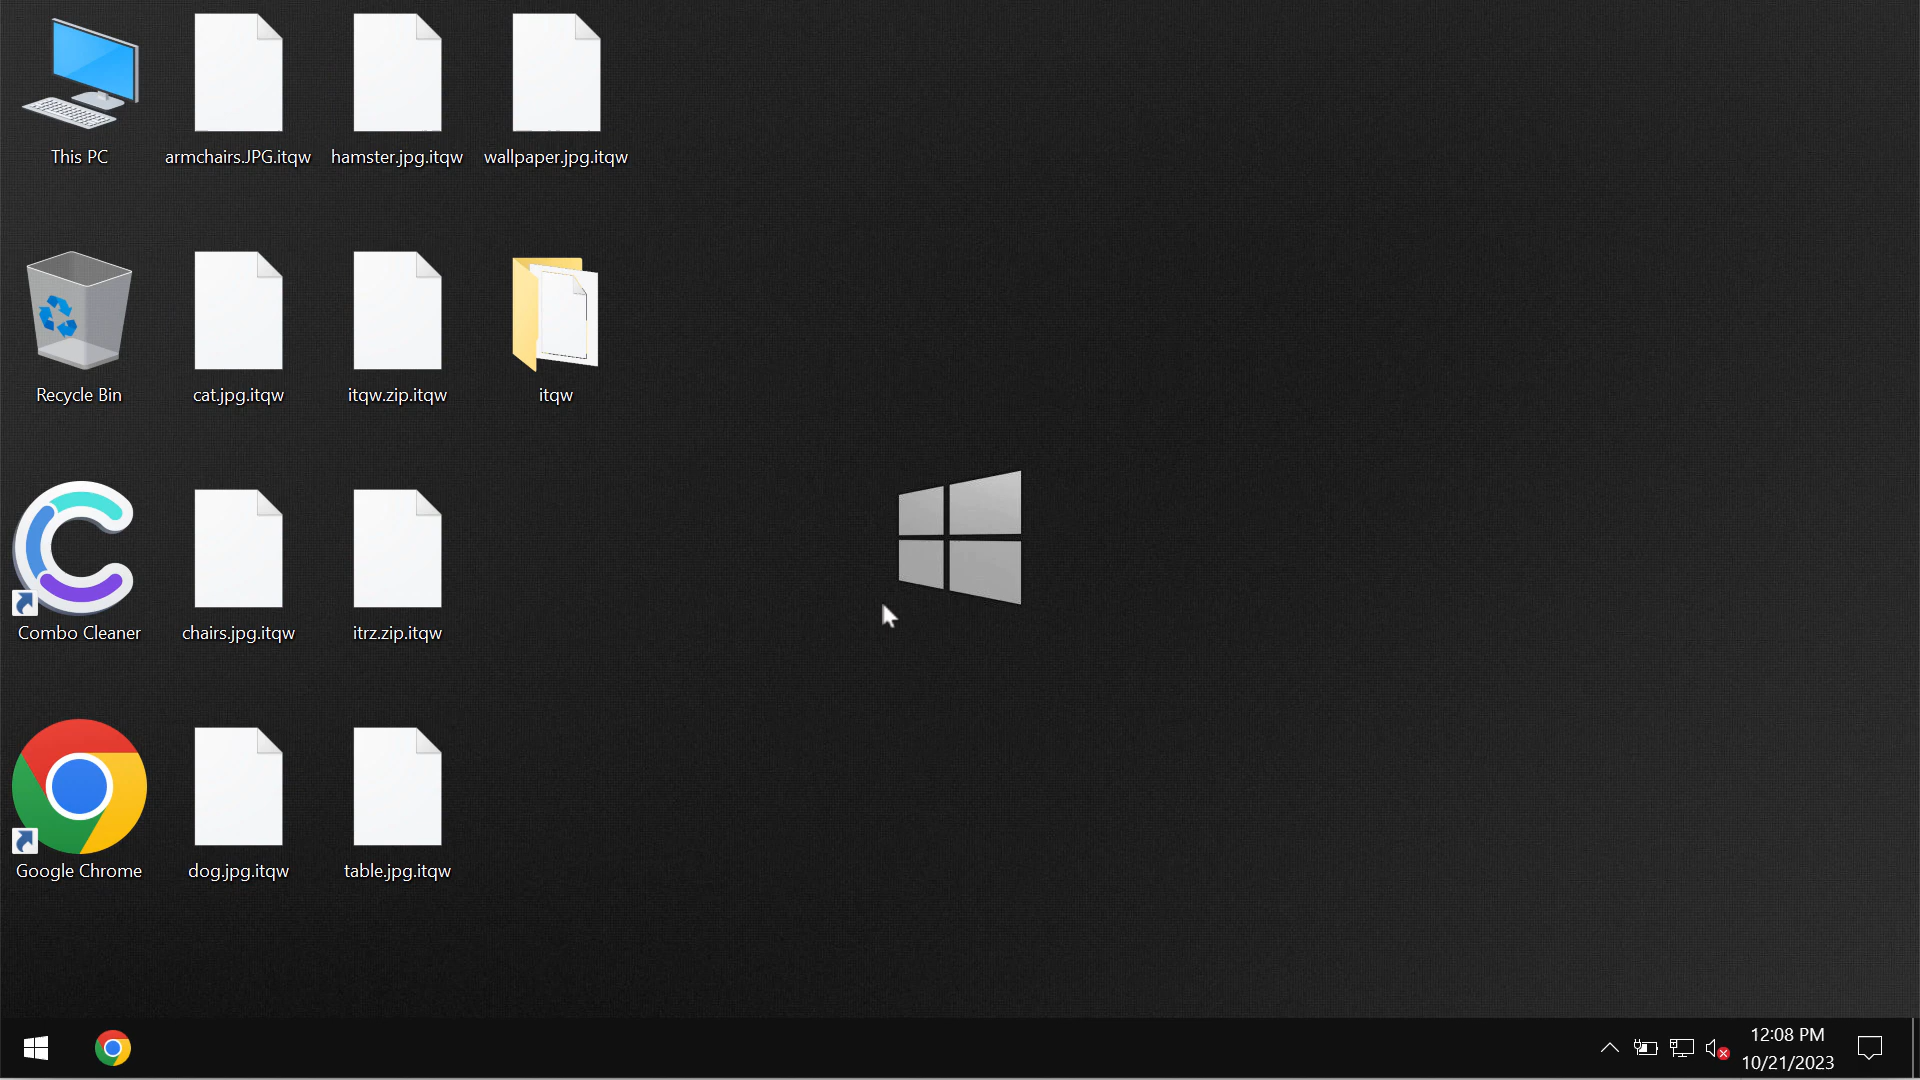 This PC
armchairs.JPG.itqw
hamster.jpg.itqw
wallpaper.jpg.itqw
Recycle Bin
cat.jpg.itqw
itqw.zip.itqw
itqw
Combo Cleaner
chairs.jpg.itqw
itrz.zip.itqw
Google Chrome
dog.jpg.itqw
table.jpg.itqw
12:08 PM
10/21/2023